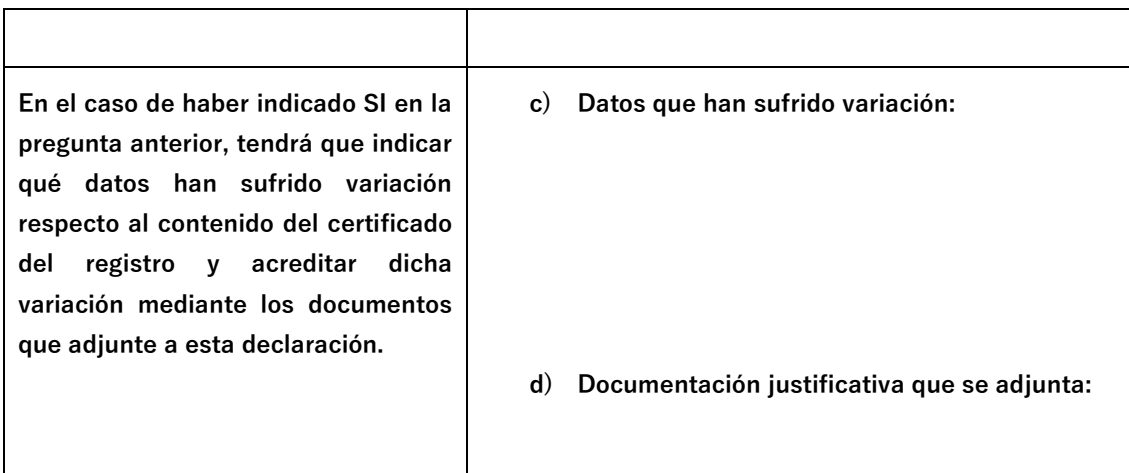 En el caso de haber indicado SI en la
pregunta anterior, tendrá que indicar
qué datos han sufrido variación
respecto al contenido del certificado
del registro y acreditar dicha
variación mediante los documentos
que adjunte a esta declaración.
c) Datos que han sufrido variación:
d) Documentación justificativa que se adjunta: